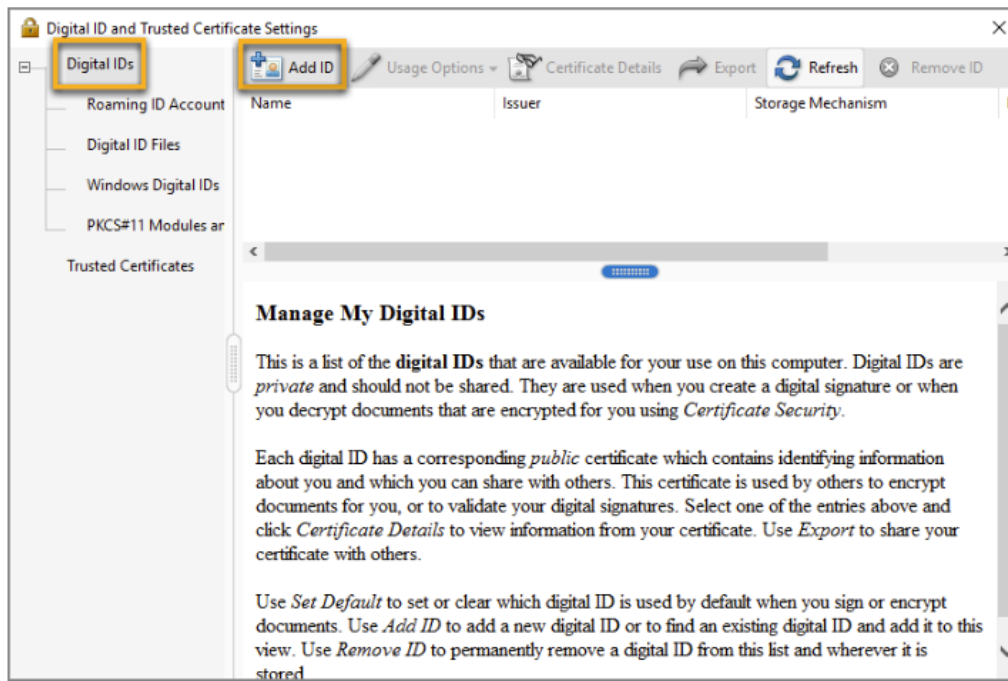 Digital ID and Trusted Certificate Settings
Digital IDs
Add ID
Usage Options
Certificate Details
Export
Refresh
Remove ID
Roaming ID Account
Digital ID Files
Windows Digital IDs
PKCS#11 Modules ar
Trusted Certificates
Name
Issuer
Storage Mechanism
Manage My Digital IDs
This is a list of the digital IDs that are available for your use on this computer. Digital IDs are
private and should not be shared. They are used when you create a digital signature or when
you decrypt documents that are encrypted for you using Certificate Security.
Each digital ID has a corresponding public certificate which contains identifying information
about you and which you can share with others. This certificate is used by others to encrypt
documents for you, or to validate your digital signatures. Select one of the entries above and
click Certificate Details to view information from your certificate. Use Export to share your
certificate with others.
Use Set Default to set or clear which digital ID is used by default when you sign or encrypt
documents. Use Add ID to add a new digital ID or to find an existing digital ID and add it to this
view. Use Remove ID to permanently remove a digital ID from this list and wherever it is
stored